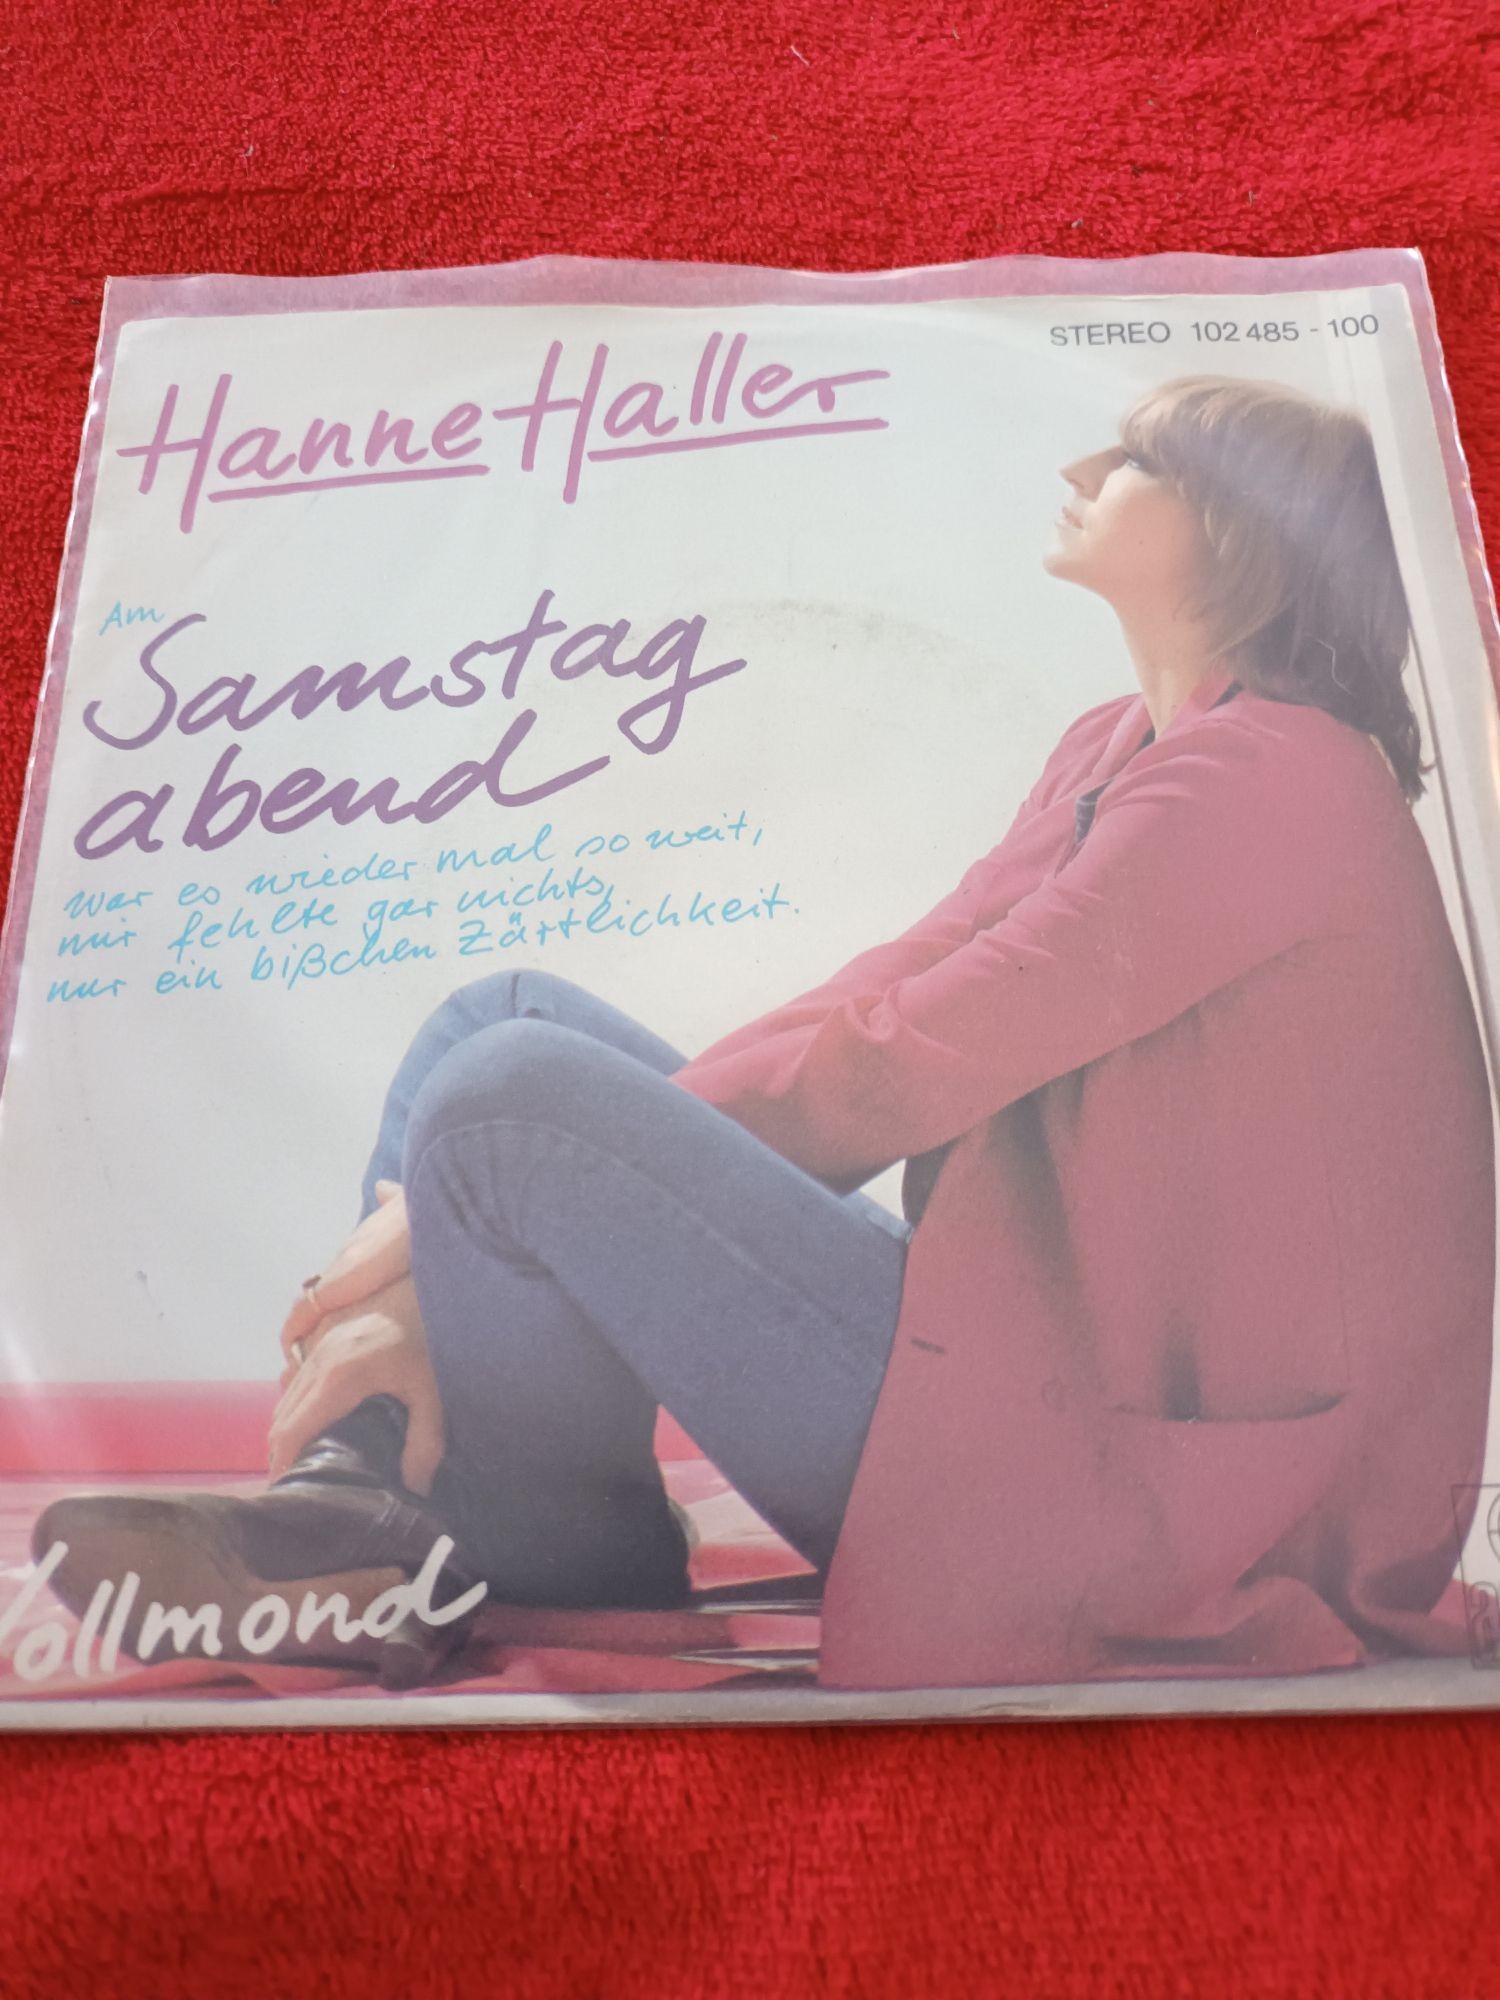 STEREO 102 485 - 100
Hanne Haller
Am
Samstag
abend
war es wieder mal so weit,
mir fehlte gar nichts,
nur ein bißchen Zärtlichkeit.
Vollmond